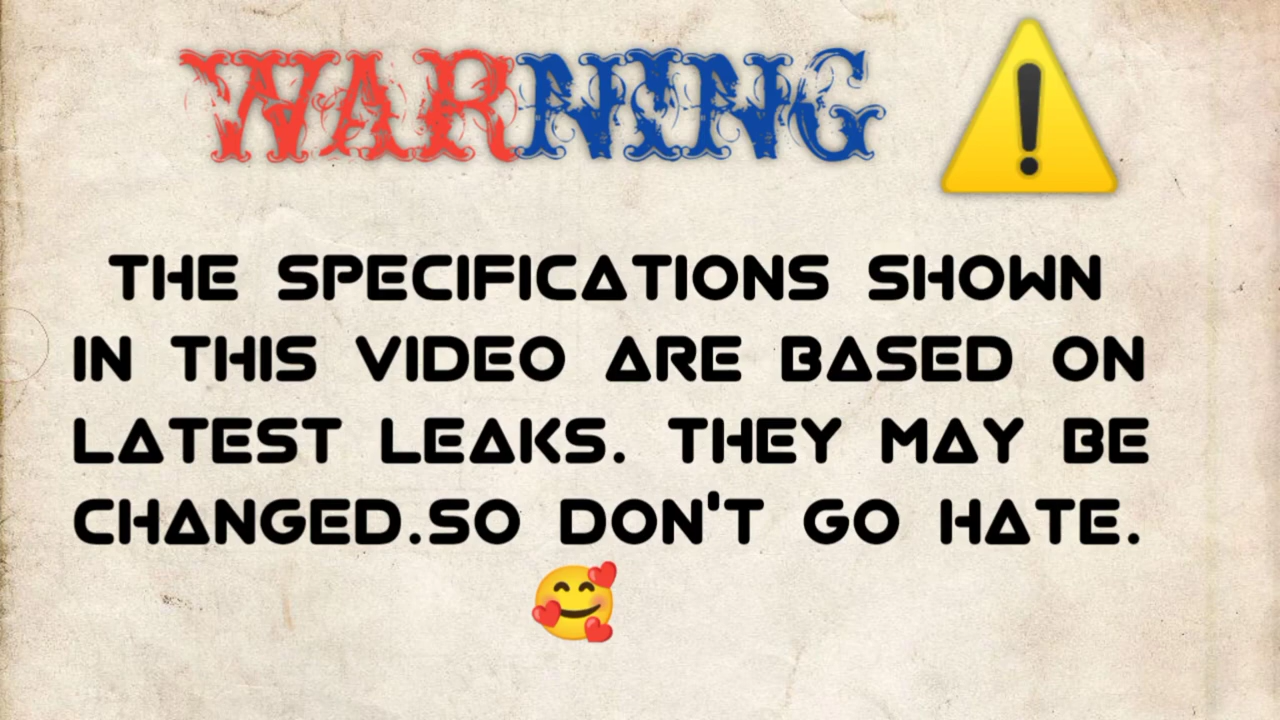 WARNING
THE SPECIFICATIONS SHOWN
IN THIS VIDEO ARE BASED ON
LATEST LEAKS. THEY MAY BE
CHANGED.SO DON'T GO HATE.